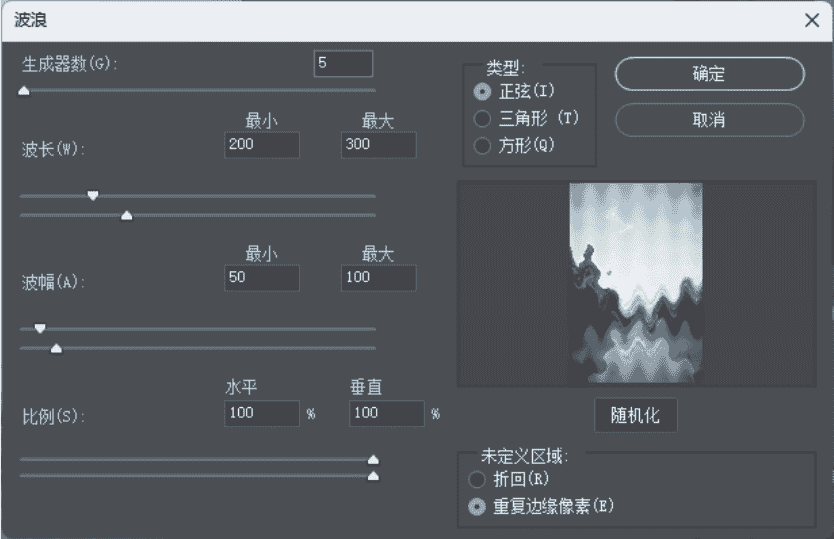 波浪
生成器数(G): 5
最小 最大
波长(W): 200 300
最小 最大
波幅(A): 50 100
水平 垂直
比例(S): 100 % 100 %
类型:
正弦(I)
三角形 (T)
方形(Q)
确定
取消
随机化
未定义区域:
折回(R)
重复边缘像素(E)